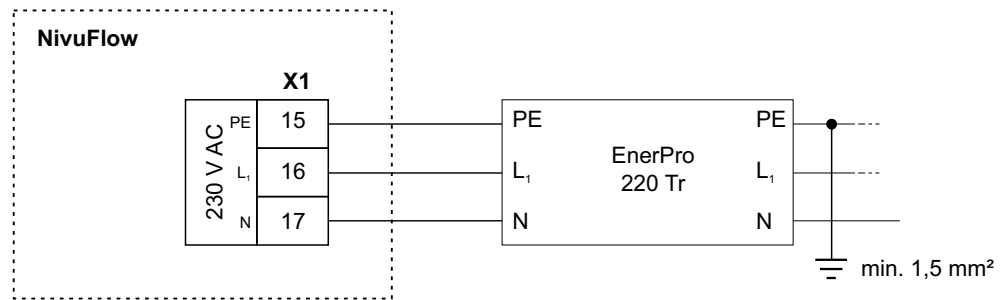 NivuFlow
X1
230 V AC
PE 15
L₁ 16
N 17
PE PE
EnerPro
L₁ L₁
220 Tr
N N
min. 1,5 mm²